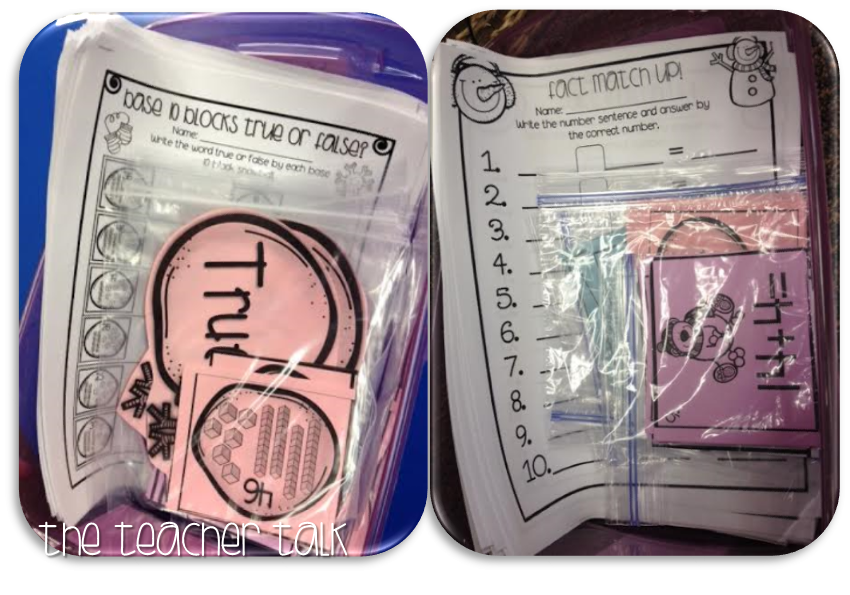 Base 10 Blocks True or False?
Name:
Write the word true or false by each base
10 block snowball.
Tru
46
Fact Match Up!
Name:
Write the number sentence and answer by
the correct number.
1. =
2.
3.
4.
5.
6.
7.
8.
9.
10.
the teacher talk